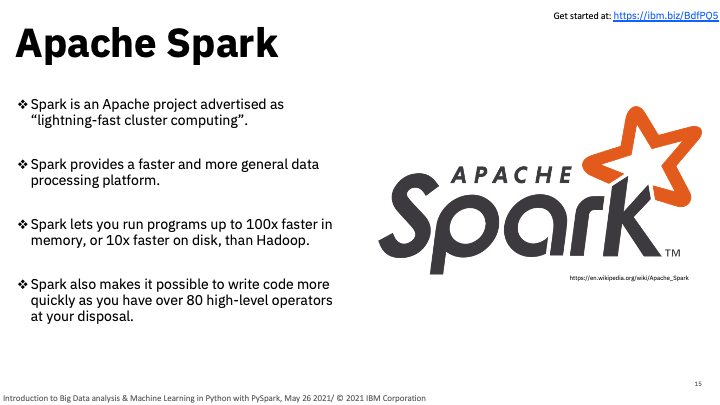 Get started at: https://ibm.biz/BdfPQ5
Apache Spark
❖ Spark is an Apache project advertised as
“lightning-fast cluster computing”.
❖ Spark provides a faster and more general data
processing platform.
❖ Spark lets you run programs up to 100x faster in
memory, or 10x faster on disk, than Hadoop.
❖ Spark also makes it possible to write code more
quickly as you have over 80 high-level operators
at your disposal.
APACHE
Spark™
https://en.wikipedia.org/wiki/Apache_Spark
15
Introduction to Big Data analysis & Machine Learning in Python with PySpark, May 26 2021/ © 2021 IBM Corporation